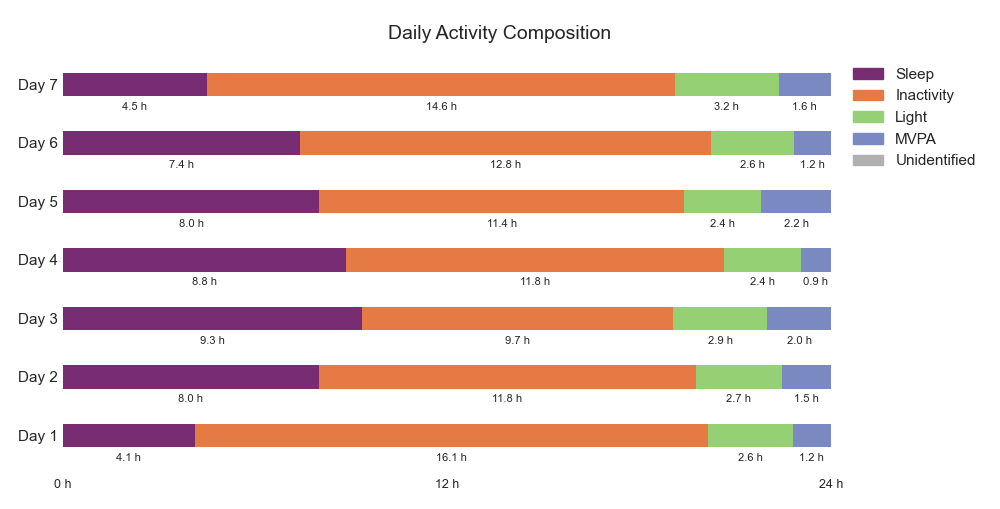 Daily Activity Composition
Day 7
4.5 h 14.6 h 3.2 h 1.6 h
Day 6
7.4 h 12.8 h 2.6 h 1.2 h
Day 5
8.0 h 11.4 h 2.4 h 2.2 h
Day 4
8.8 h 11.8 h 2.4 h 0.9 h
Day 3
9.3 h 9.7 h 2.9 h 2.0 h
Day 2
8.0 h 11.8 h 2.7 h 1.5 h
Day 1
4.1 h 16.1 h 2.6 h 1.2 h
0 h 12 h 24 h
Sleep
Inactivity
Light
MVPA
Unidentified